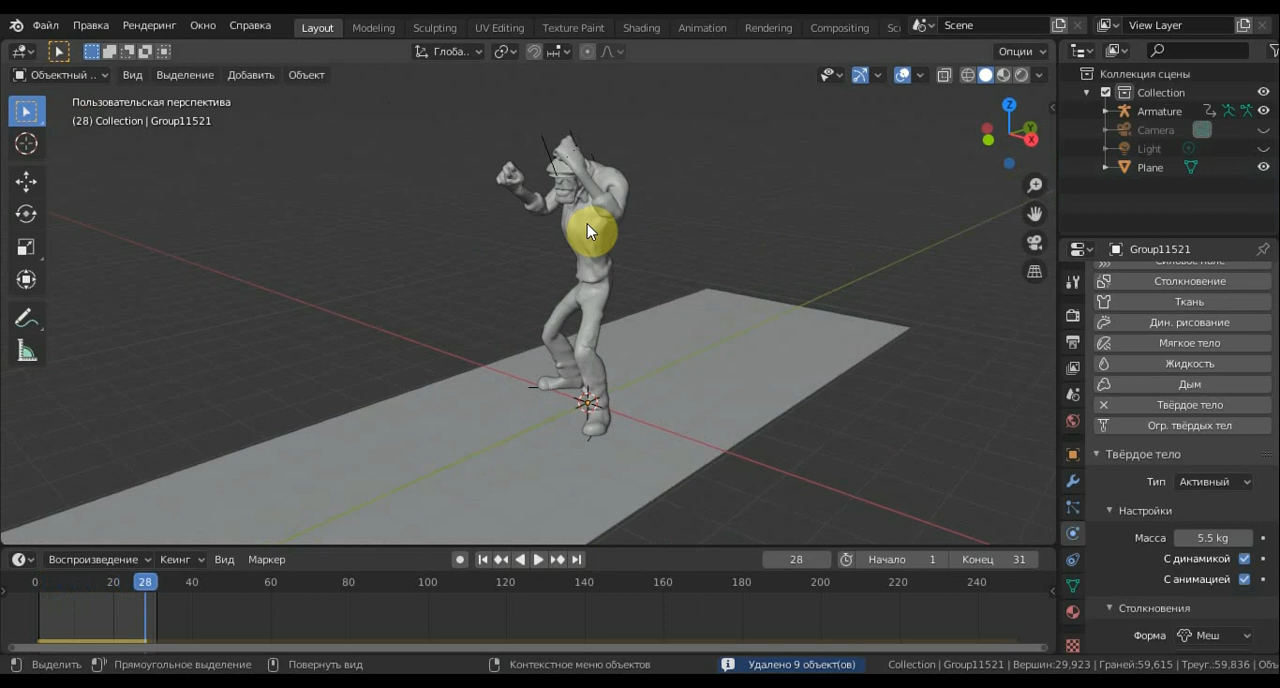 Файл Правка Рендеринг Окно Справка Layout Modeling Sculpting UV Editing Texture Paint Shading Animation Rendering Compositing Sc Scene View Layer
Глоба.. Опции
Объектный .. Вид Выделение Добавить Объект
Пользовательская перспектива
(28) Collection | Group11521
Z
Y
X
Коллекция сцены
Collection
Armature
Camera
Light
Plane
Group11521
Силовое поле
Столкновение
Ткань
Дин. рисование
Мягкое тело
Жидкость
Дым
Твёрдое тело
Огр. твёрдых тел
Твёрдое тело
Тип Активный
Настройки
Масса 5.5 kg
С динамикой
С анимацией
Столкновения
Форма Меш
Воспроизведение Кеинг Вид Маркер 28 Начало 1 Конец 31
0 20 28 40 60 80 100 120 140 160 180 200 220 240
Выделить Прямоугольное выделение Повернуть вид Контекстное меню объектов Удалено 9 объект(ов) Collection | Group11521 | Вершин:29,923 | Граней:59,615 | Треуг.:59,836 | Объ